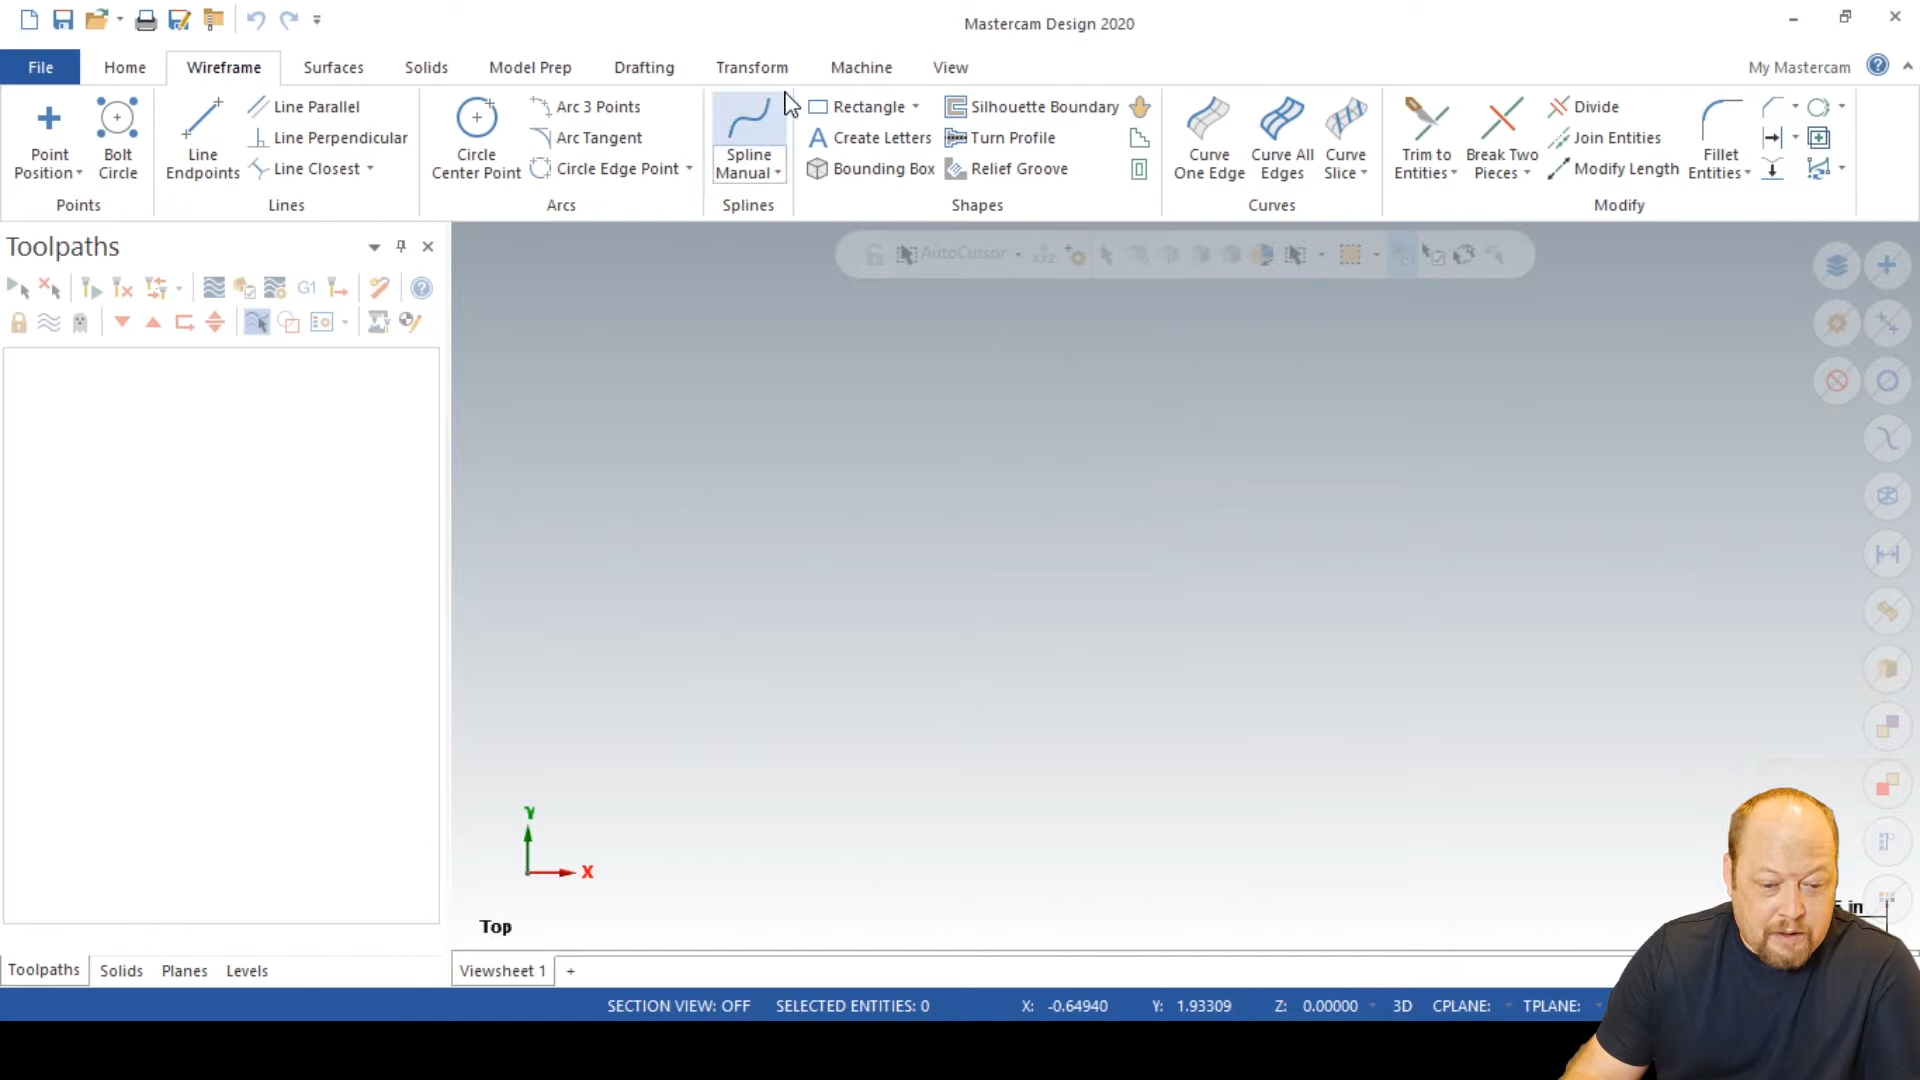 Mastercam Design 2020
File Home Wireframe Surfaces Solids Model Prep Drafting Transform Machine View My Mastercam
Point Position
Bolt Circle
Points
Line Endpoints
Line Parallel
Line Perpendicular
Line Closest
Lines
Circle Center Point
Arc 3 Points
Arc Tangent
Circle Edge Point
Arcs
Spline Manual
Splines
Rectangle
Create Letters
Bounding Box
Silhouette Boundary
Turn Profile
Relief Groove
Shapes
Curve One Edge
Curve All Edges
Curve Slice
Curves
Trim to Entities
Break Two Pieces
Divide
Join Entities
Modify Length
Fillet Entities
Modify
Toolpaths
G1
AutoCursor
XYZ
Y
X
Top
in
Toolpaths Solids Planes Levels
Viewsheet 1 +
SECTION VIEW: OFF SELECTED ENTITIES: 0 X: -0.64940 Y: 1.93309 Z: 0.00000 3D CPLANE: TPLANE: